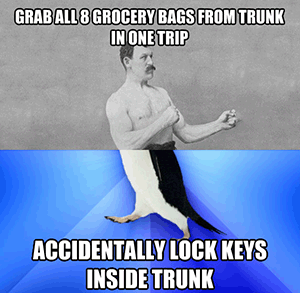 GRAB ALL 8 GROCERY BAGS FROM TRUNK
IN ONE TRIP
ACCIDENTALLY LOCK KEYS
INSIDE TRUNK